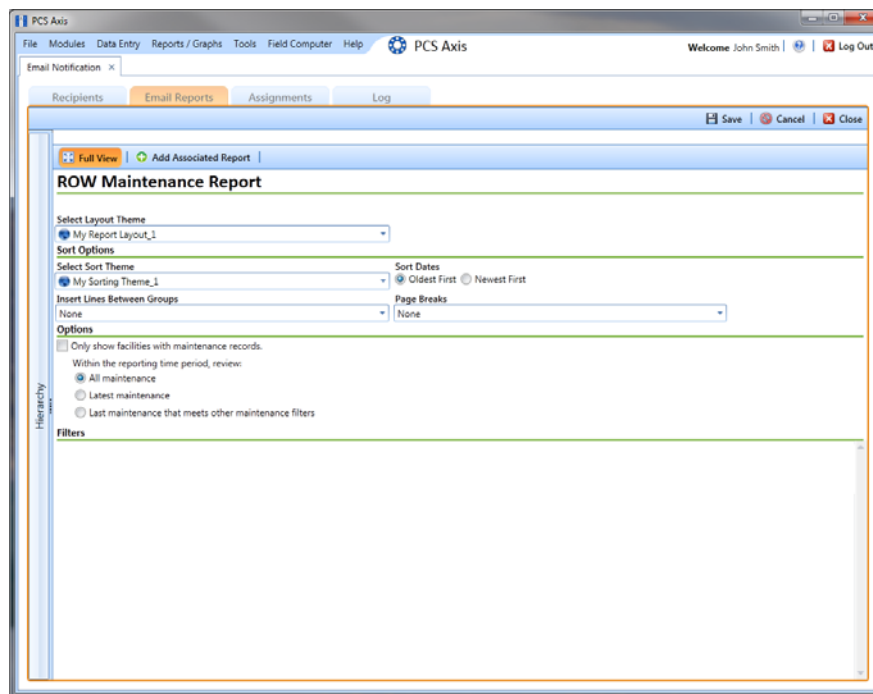 PCS Axis
File Modules Data Entry Reports / Graphs Tools Field Computer Help PCS Axis Welcome John Smith | | Log Out
Email Notification ×
Recipients Email Reports Assignments Log
Save | Cancel | Close
Full View | Add Associated Report |
ROW Maintenance Report
Select Layout Theme
My Report Layout_1
Sort Options
Select Sort Theme Sort Dates
My Sorting Theme_1 Oldest First Newest First
Insert Lines Between Groups Page Breaks
None None
Options
Only show facilities with maintenance records.
Within the reporting time period, review:
All maintenance
Latest maintenance
Last maintenance that meets other maintenance filters
Hierarchy
Filters